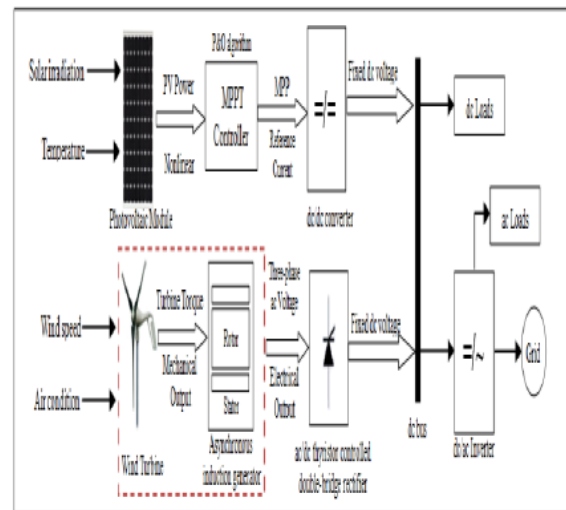 Solar irradiation
Temperature
Photovoltaic Module
PV Power
Nonlinear
P&O algorithm
MPPT
Controller
MPP
Reference
Current
dc/dc converter
Fixed dc voltage
dc Loads
ac Loads
Wind speed
Air condition
Wind Turbine
Turbine Torque
Mechanical
Output
Rotor
Stator
Asynchronous
induction generator
Three-phase
ac Voltage
Electrical
Output
ac/dc thyristor controlled
double-bridge rectifier
Fixed dc voltage
dc bus
=/~
dc/ac Inverter
Grid